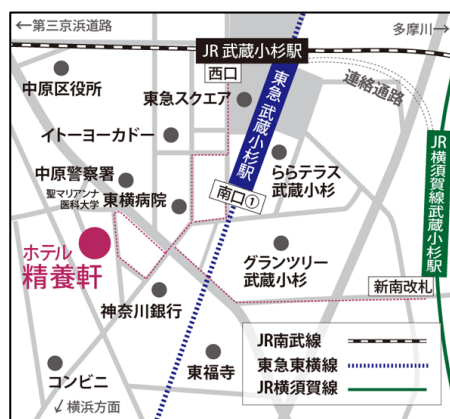 ←第三京浜道路
多摩川→
JR 武蔵小杉駅
西口
中原区役所
東急スクエア
連絡通路
東急 武蔵小杉駅
イトーヨーカドー
JR横須賀線武蔵小杉駅
中原警察署
聖マリアンナ
医科大学
東横病院
ららテラス
武蔵小杉
南口①
ホテル
精養軒
グランツリー
武蔵小杉
新南改札
神奈川銀行
JR南武線
東急東横線
JR横須賀線
東福寺
コンビニ
↙横浜方面